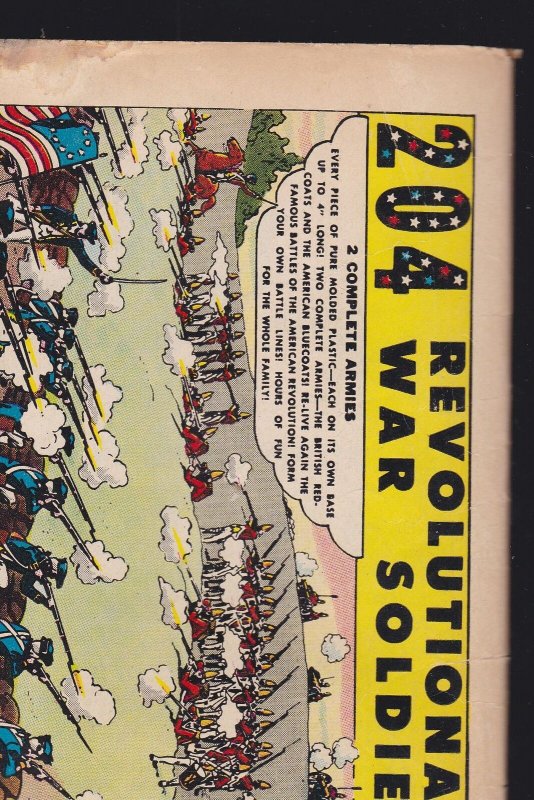 204 REVOLUTIONA
WAR SOLDIE
2 COMPLETE ARMIES
EVERY PIECE OF PURE MOLDED PLASTIC—EACH ON ITS OWN BASE
UP TO 4" LONG! TWO COMPLETE ARMIES—THE BRITISH RED-
COATS AND THE AMERICAN BLUECOATS! RE-LIVE AGAIN THE
FAMOUS BATTLES OF THE AMERICAN REVOLUTION! FORM
YOUR OWN BATTLE LINES! HOURS OF FUN
FOR THE WHOLE FAMILY!